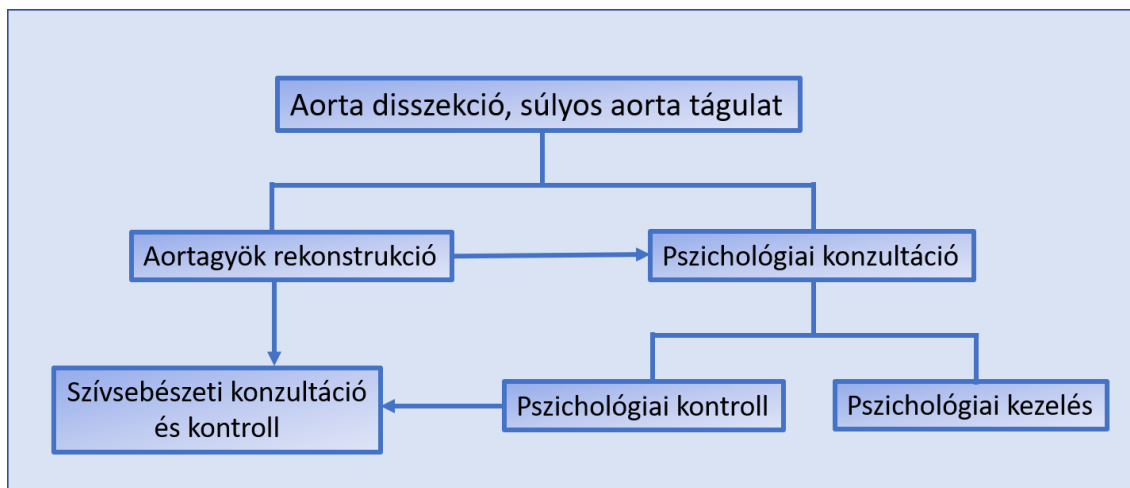 Aorta disszekció, súlyos aorta tágulat
Aortagyök rekonstrukció
Pszichológiai konzultáció
Szívsebészeti konzultáció
és kontroll
Pszichológiai kontroll
Pszichológiai kezelés